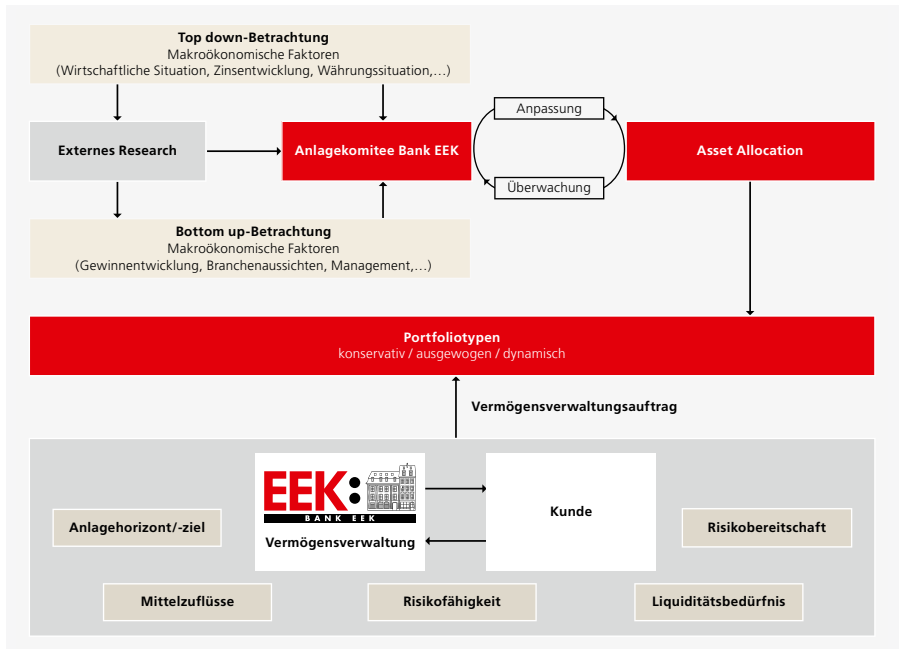 Top down-Betrachtung
Makroökonomische Faktoren
(Wirtschaftliche Situation, Zinsentwicklung, Währungssituation,…)
Externes Research
Anlagekomitee Bank EEK
Anpassung
Überwachung
Asset Allocation
Bottom up-Betrachtung
Makroökonomische Faktoren
(Gewinnentwicklung, Branchenaussichten, Management,…)
Portfoliotypen
konservativ / ausgewogen / dynamisch
Vermögensverwaltungsauftrag
EEK:
BANK EEK
Vermögensverwaltung
Kunde
Anlagehorizont/-ziel
Risikobereitschaft
Mittelzuflüsse
Risikofähigkeit
Liquiditätsbedürfnis